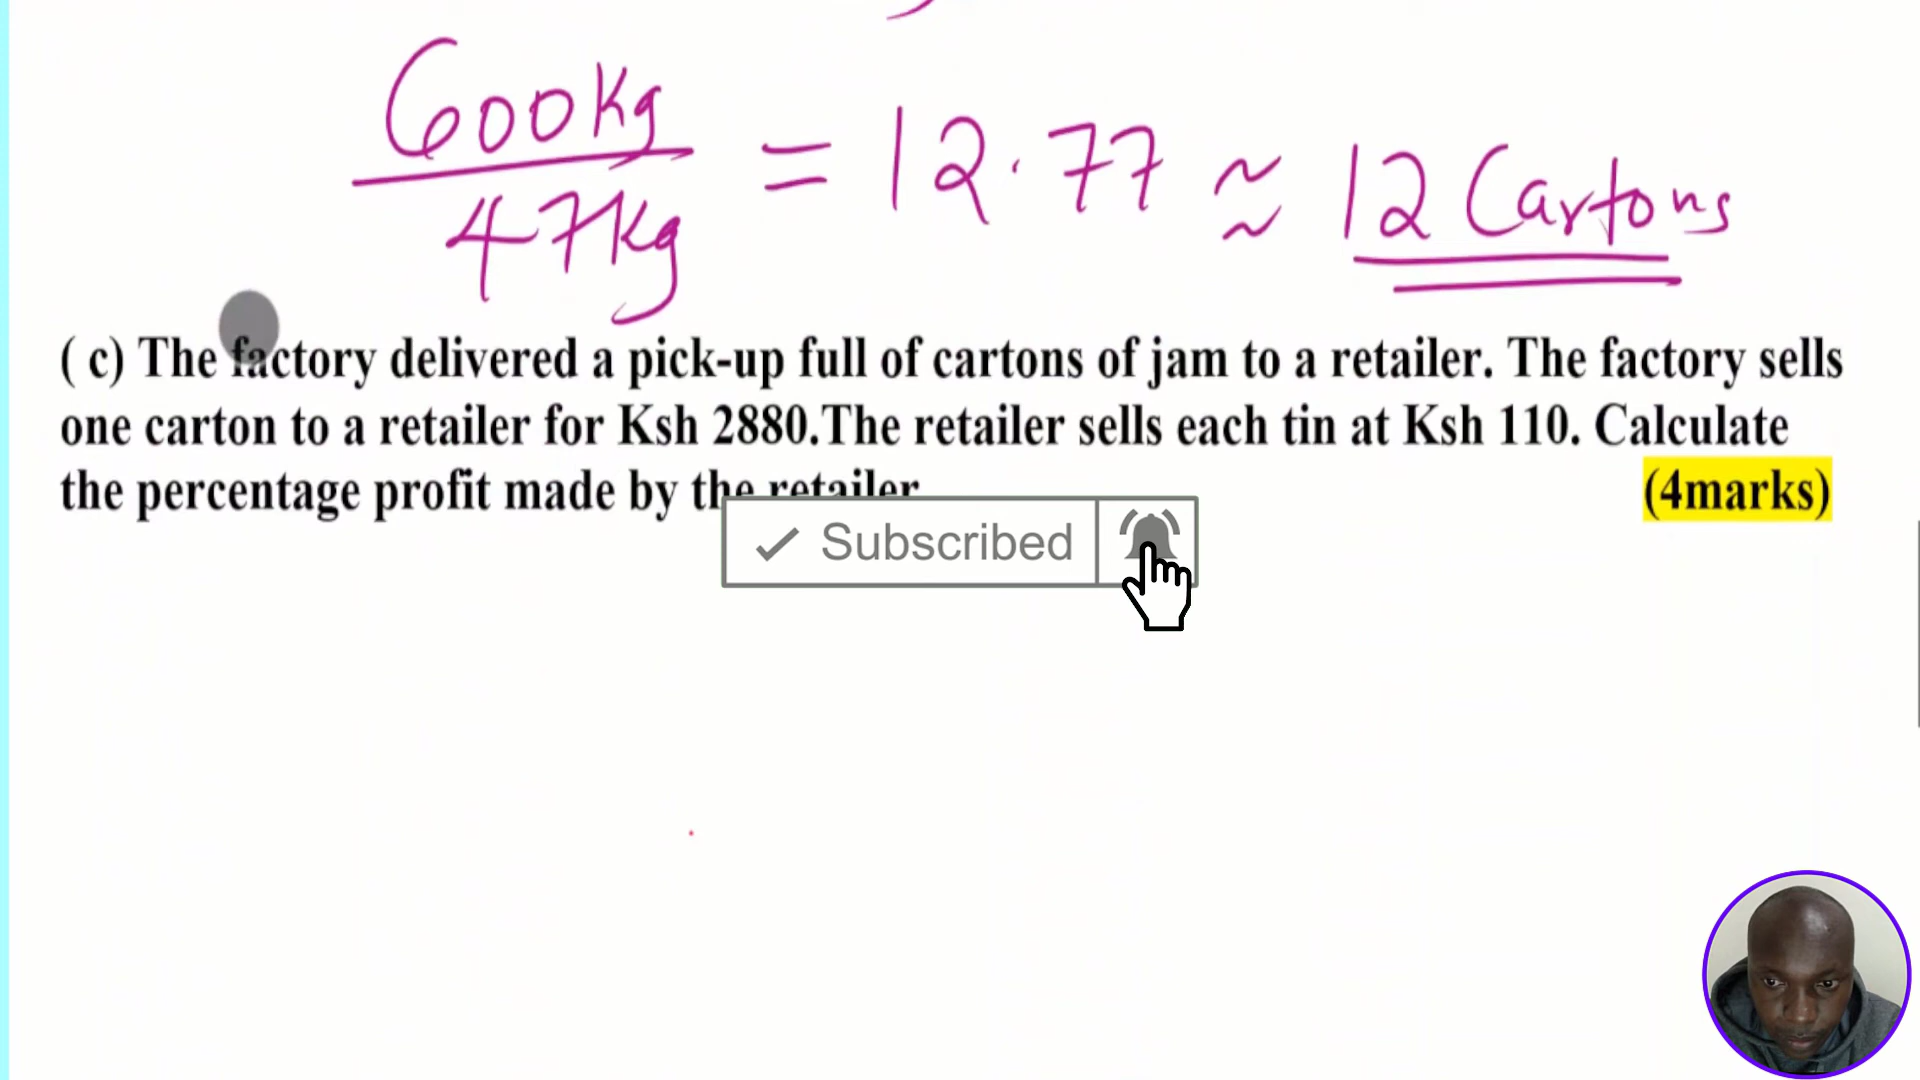 600Kg
47Kg
= 12.77 ≈ 12 Cartons
( c) The factory delivered a pick-up full of cartons of jam to a retailer. The factory sells
one carton to a retailer for Ksh 2880.The retailer sells each tin at Ksh 110. Calculate
the percentage profit made by the retailer
(4marks)
Subscribed